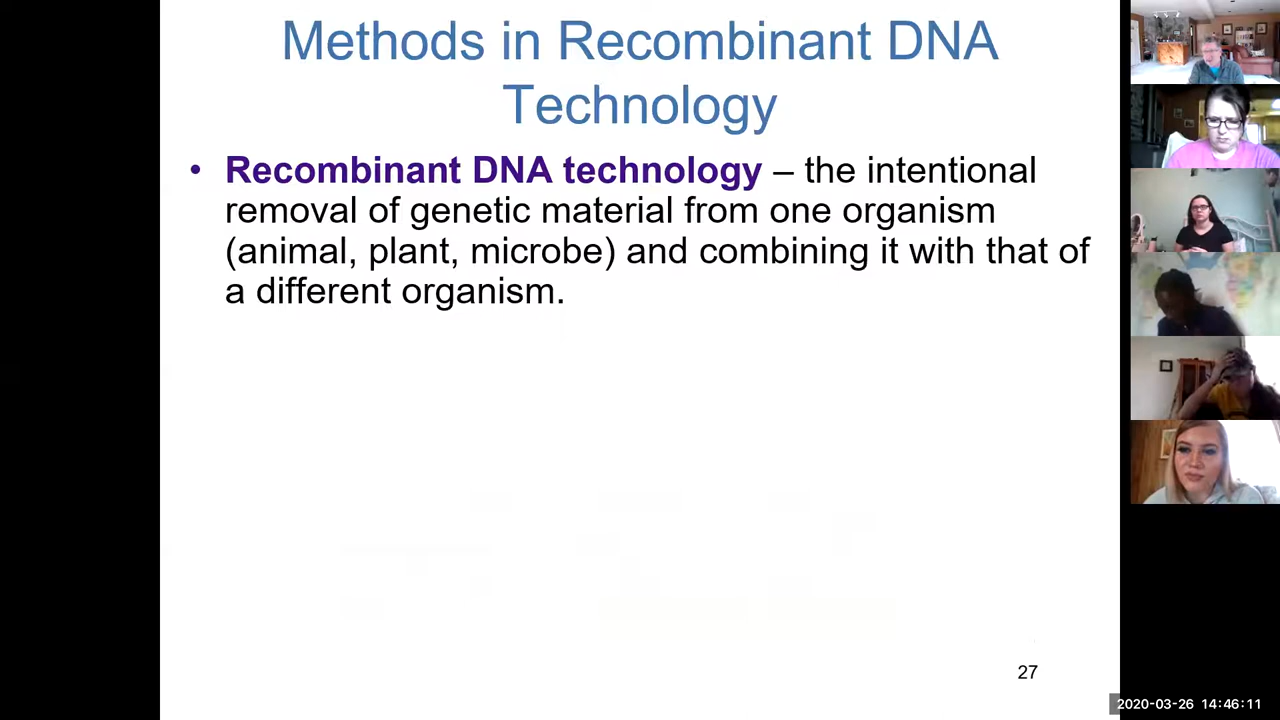 Methods in Recombinant DNA
Technology
• Recombinant DNA technology – the intentional
removal of genetic material from one organism
(animal, plant, microbe) and combining it with that of
a different organism.
27
2020-03-26 14:46:11